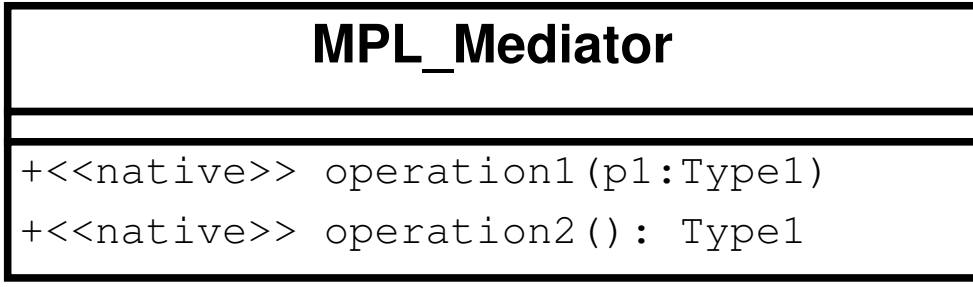 MPL_Mediator
+<<native>> operation1(p1:Type1)
+<<native>> operation2(): Type1